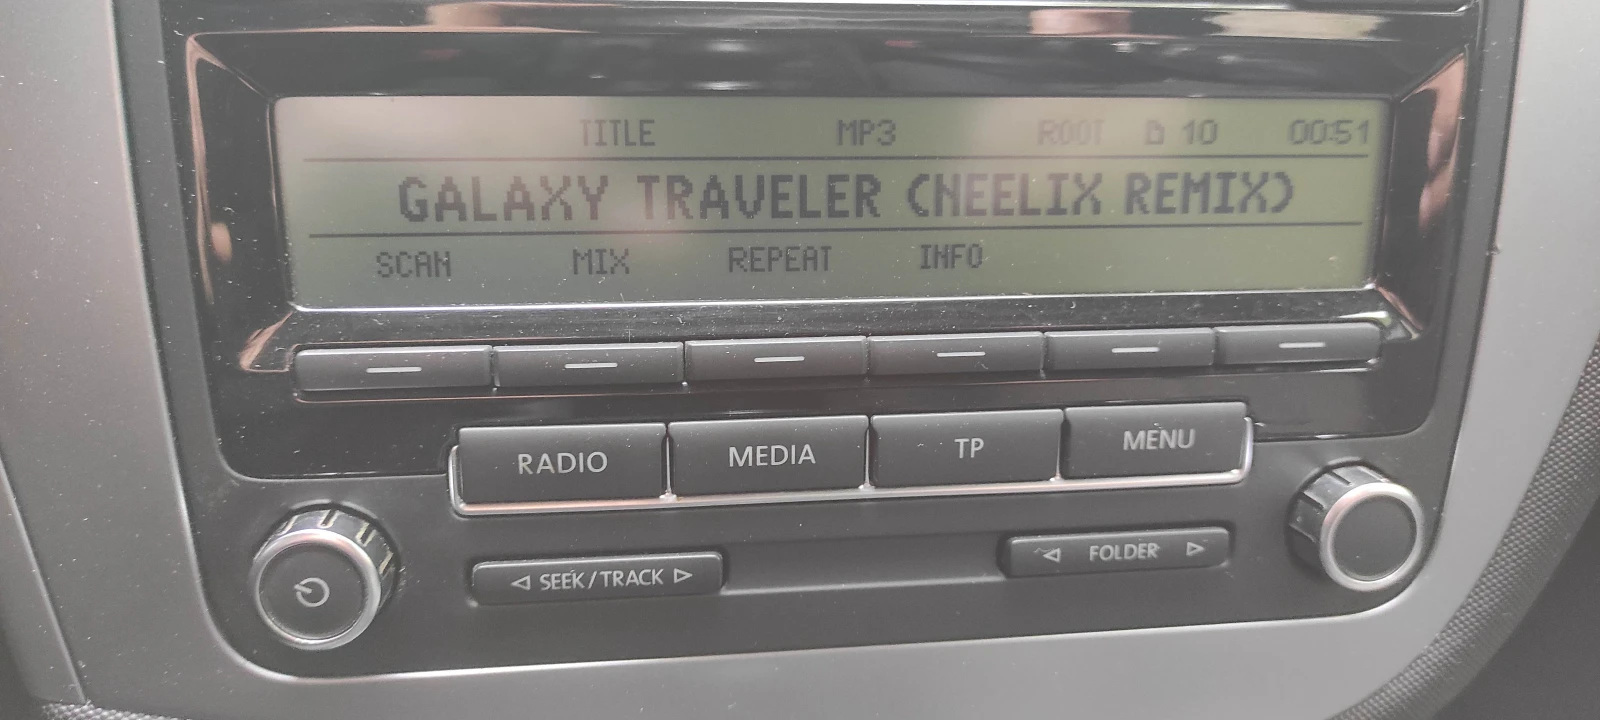 TITLE MP3 ROOT 10 00:51
GALAXY TRAVELER (NEELIX REMIX)
SCAN MIX REPEAT INFO
RADIO MEDIA TP MENU
SEEK/TRACK FOLDER